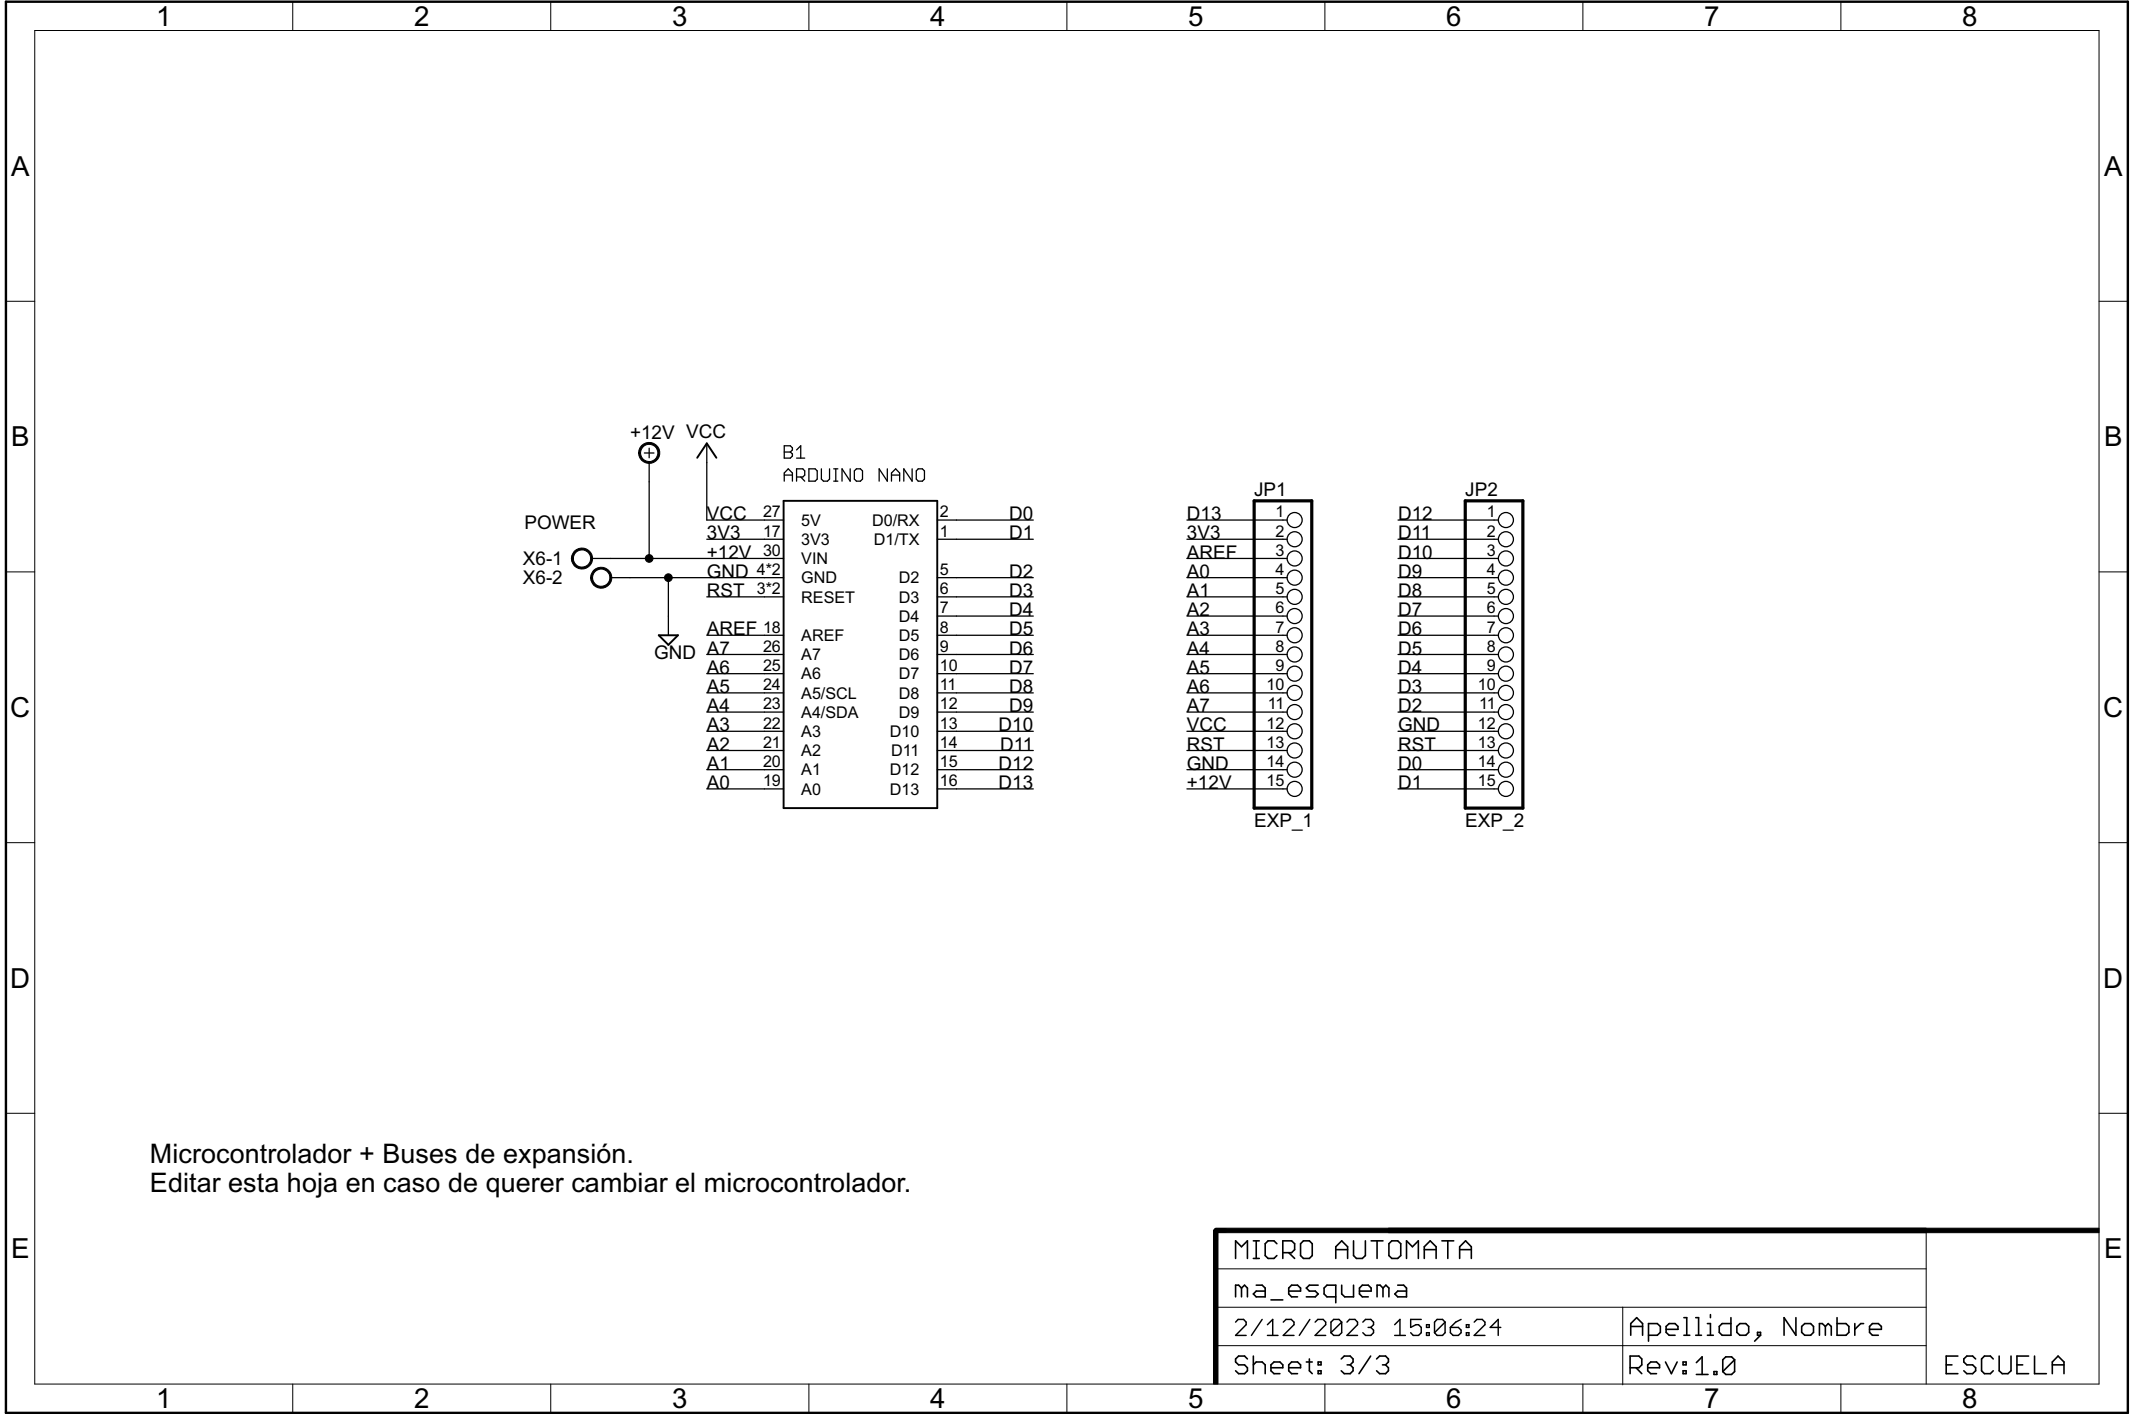 1 2 3 4 5 6 7 8
A A
B B
C C
D D
E E
+12V VCC
POWER
X6-1
X6-2
GND
B1
ARDUINO NANO
VCC 27 5V D0/RX 2 D0
3V3 17 3V3 D1/TX 1 D1
+12V 30 VIN
GND 4*2 GND D2 5 D2
RST 3*2 RESET D3 6 D3
D4 7 D4
AREF 18 AREF D5 8 D5
A7 26 A7 D6 9 D6
A6 25 A6 D7 10 D7
A5 24 A5/SCL D8 11 D8
A4 23 A4/SDA D9 12 D9
A3 22 A3 D10 13 D10
A2 21 A2 D11 14 D11
A1 20 A1 D12 15 D12
A0 19 A0 D13 16 D13
JP1
D13 1
3V3 2
AREF 3
A0 4
A1 5
A2 6
A3 7
A4 8
A5 9
A6 10
A7 11
VCC 12
RST 13
GND 14
+12V 15
EXP_1
JP2
D12 1
D11 2
D10 3
D9 4
D8 5
D7 6
D6 7
D5 8
D4 9
D3 10
D2 11
GND 12
RST 13
D0 14
D1 15
EXP_2
Microcontrolador + Buses de expansión.
Editar esta hoja en caso de querer cambiar el microcontrolador.
MICRO AUTOMATA
ma_esquema
2/12/2023 15:06:24 Apellido, Nombre
Sheet: 3/3 Rev:1.0 ESCUELA
1 2 3 4 5 6 7 8